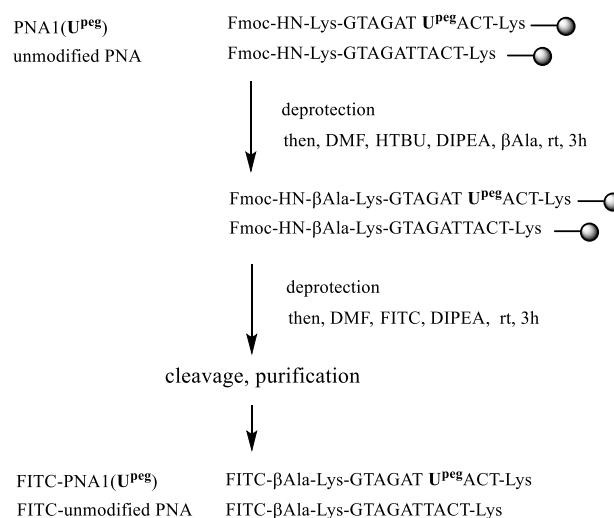 PNA1(Uᵖᵉᵍ) Fmoc-HN-Lys-GTAGAT UᵖᵉᵍACT-Lys
unmodified PNA Fmoc-HN-Lys-GTAGATTACT-Lys
deprotection
then, DMF, HTBU, DIPEA, βAla, rt, 3h
Fmoc-HN-βAla-Lys-GTAGAT UᵖᵉᵍACT-Lys
Fmoc-HN-βAla-Lys-GTAGATTACT-Lys
deprotection
then, DMF, FITC, DIPEA, rt, 3h
cleavage, purification
FITC-PNA1(Uᵖᵉᵍ) FITC-βAla-Lys-GTAGAT UᵖᵉᵍACT-Lys
FITC-unmodified PNA FITC-βAla-Lys-GTAGATTACT-Lys